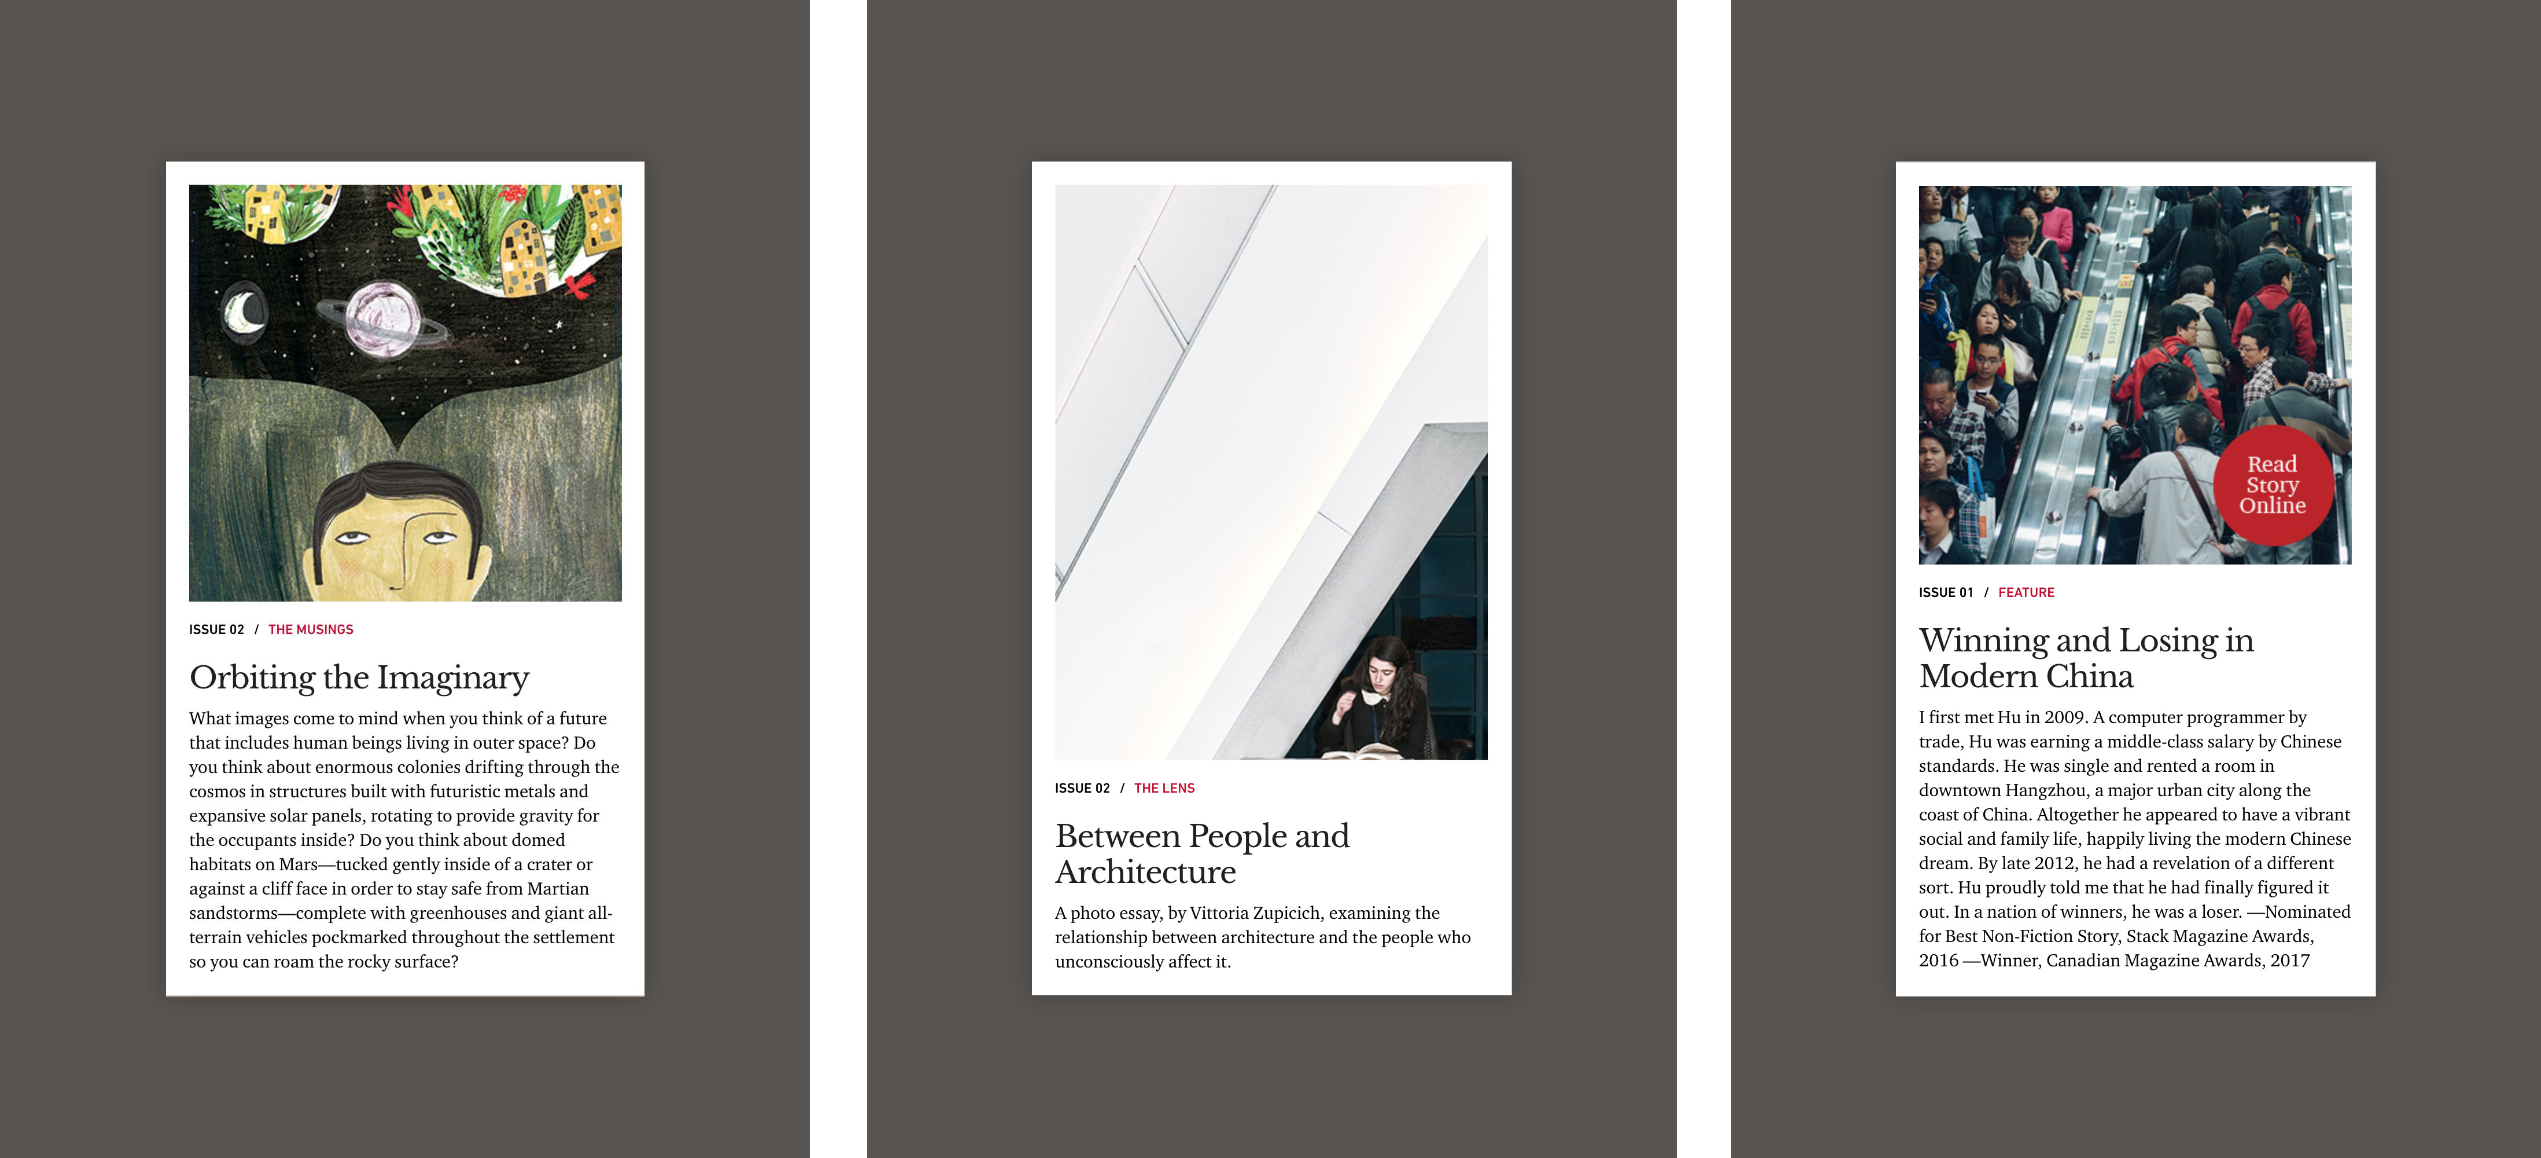 ISSUE 02 / THE MUSINGS
Orbiting the Imaginary
What images come to mind when you think of a future
that includes human beings living in outer space? Do
you think about enormous colonies drifting through the
cosmos in structures built with futuristic metals and
expansive solar panels, rotating to provide gravity for
the occupants inside? Do you think about domed
habitats on Mars—tucked gently inside of a crater or
against a cliff face in order to stay safe from Martian
sandstorms—complete with greenhouses and giant all-
terrain vehicles pockmarked throughout the settlement
so you can roam the rocky surface?
ISSUE 02 / THE LENS
Between People and
Architecture
A photo essay, by Vittoria Zupicich, examining the
relationship between architecture and the people who
unconsciously affect it.
Read
Story
Online
ISSUE 01 / FEATURE
Winning and Losing in
Modern China
I first met Hu in 2009. A computer programmer by
trade, Hu was earning a middle-class salary by Chinese
standards. He was single and rented a room in
downtown Hangzhou, a major urban city along the
coast of China. Altogether he appeared to have a vibrant
social and family life, happily living the modern Chinese
dream. By late 2012, he had a revelation of a different
sort. Hu proudly told me that he had finally figured it
out. In a nation of winners, he was a loser. —Nominated
for Best Non-Fiction Story, Stack Magazine Awards,
2016 —Winner, Canadian Magazine Awards, 2017